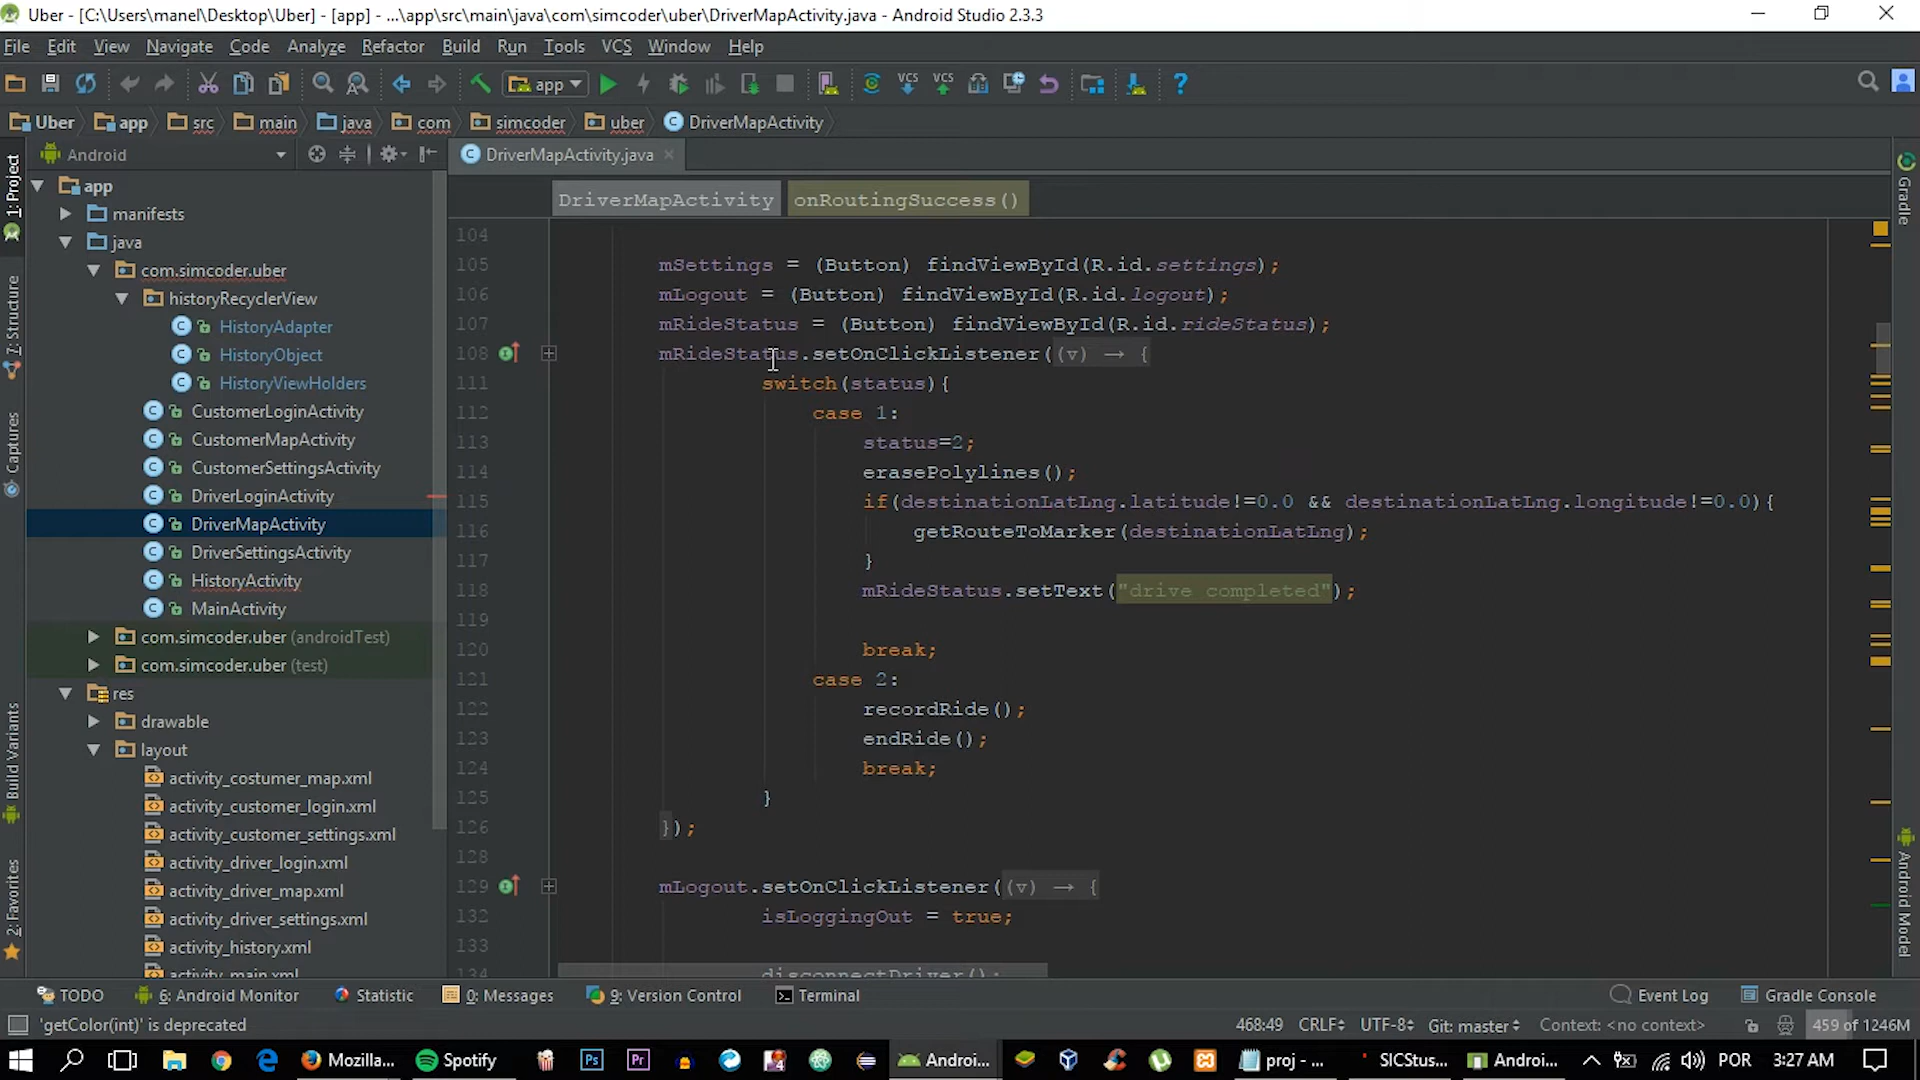 Uber - [C:\Users\manel\Desktop\Uber] - [app] - ...\app\src\main\java\com\simcoder\uber\DriverMapActivity.java - Android Studio 2.3.3
File Edit View Navigate Code Analyze Refactor Build Run Tools VCS Window Help
app VCS VCS ?
Uber app src main java com simcoder uber DriverMapActivity
Android
DriverMapActivity.java
DriverMapActivity onRoutingSuccess()
1: Project
7: Structure
Captures
Build Variants
2: Favorites
app
manifests
java
com.simcoder.uber
historyRecyclerView
HistoryAdapter
HistoryObject
HistoryViewHolders
CustomerLoginActivity
CustomerMapActivity
CustomerSettingsActivity
DriverLoginActivity
DriverMapActivity
DriverSettingsActivity
HistoryActivity
MainActivity
com.simcoder.uber (androidTest)
com.simcoder.uber (test)
res
drawable
layout
activity_costumer_map.xml
activity_customer_login.xml
activity_customer_settings.xml
activity_driver_login.xml
activity_driver_map.xml
activity_driver_settings.xml
activity_history.xml
activity_main.xml
104
105 mSettings = (Button) findViewById(R.id.settings);
106 mLogout = (Button) findViewById(R.id.logout);
107 mRideStatus = (Button) findViewById(R.id.rideStatus);
108 mRideStatus.setOnClickListener((v) → {
111 switch(status){
112 case 1:
113 status=2;
114 erasePolylines();
115 if(destinationLatLng.latitude!=0.0 && destinationLatLng.longitude!=0.0){
116 getRouteToMarker(destinationLatLng);
117 }
118 mRideStatus.setText("drive completed");
119
120 break;
121 case 2:
122 recordRide();
123 endRide();
124 break;
125 }
126 });
128
129 mLogout.setOnClickListener((v) → {
132 isLoggingOut = true;
133
134 disconnectDriver();
Gradle
Android Model
TODO 6: Android Monitor Statistic 0: Messages 9: Version Control Terminal Event Log Gradle Console
'getColor(int)' is deprecated 468:49 CRLF UTF-8 Git: master Context: <no context> 459 of 1246M
Mozilla... Spotify Ps Pr Androi... proj - ... SICStus... Androi... POR 3:27 AM